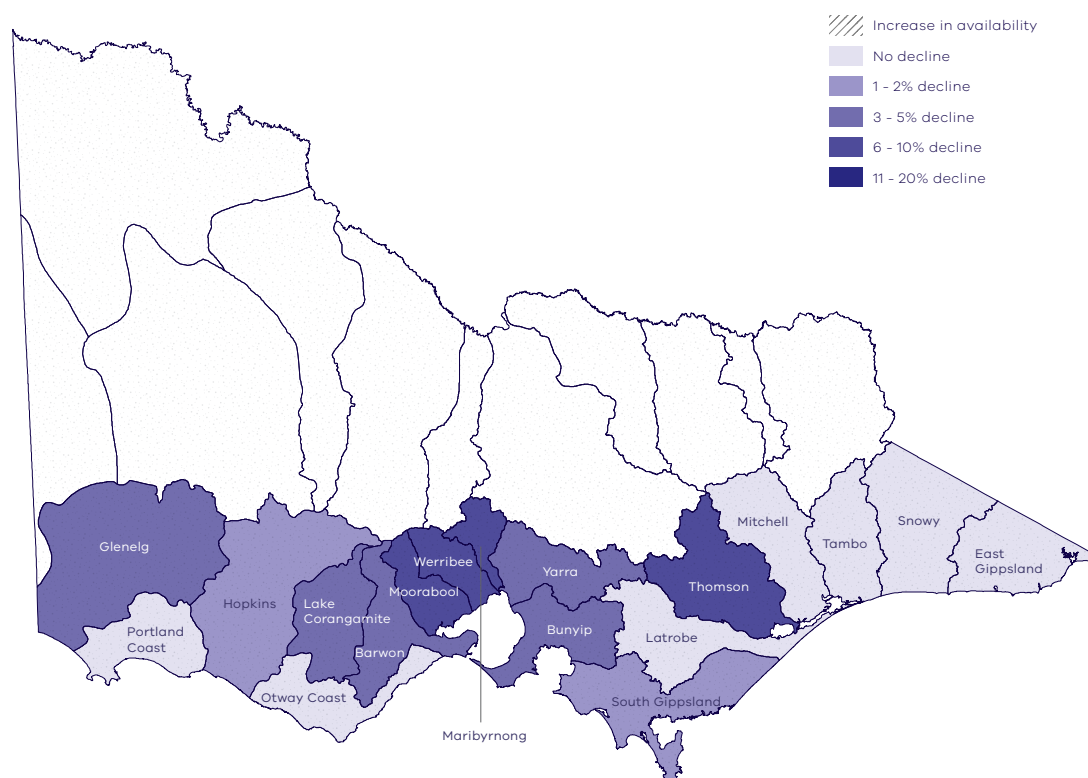 Increase in availability
No decline
1 - 2% decline
3 - 5% decline
6 - 10% decline
11 - 20% decline
Glenelg
Hopkins
Portland
Coast
Lake
Corangamite
Otway Coast
Barwon
Moorabool
Werribee
Maribyrnong
Yarra
Bunyip
South Gippsland
Latrobe
Thomson
Mitchell
Tambo
Snowy
East
Gippsland